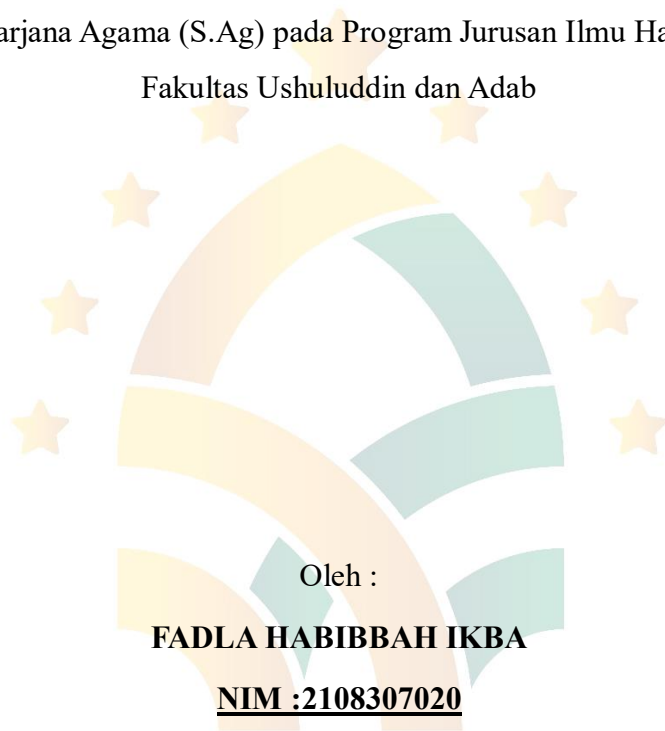 arjana Agama (S.Ag) pada Program Jurusan Ilmu Ha
Fakultas Ushuluddin dan Adab
Oleh :
FADLA HABIBBAH IKBA
NIM :2108307020